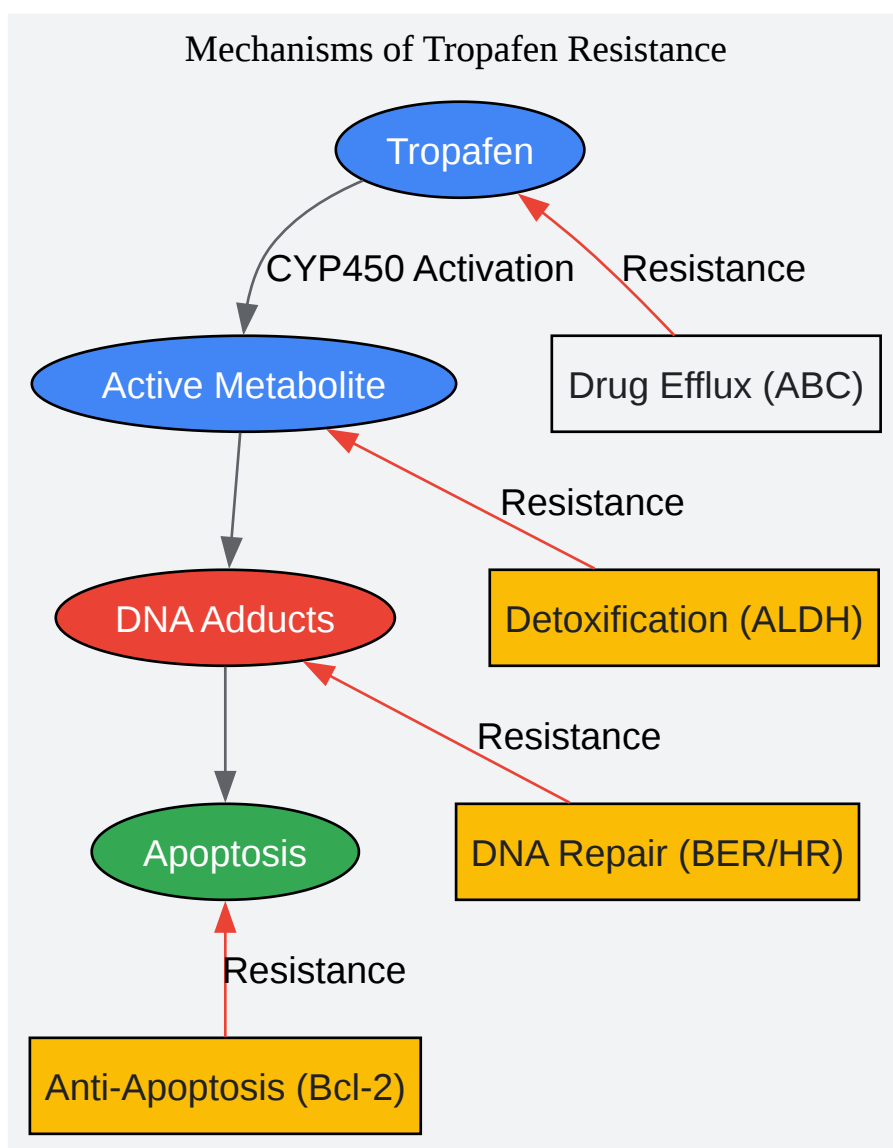 Mechanisms of Tropafen Resistance
Tropafen
CYP450 Activation
Resistance
Active Metabolite
Drug Efflux (ABC)
Resistance
DNA Adducts
Detoxification (ALDH)
Resistance
Apoptosis
DNA Repair (BER/HR)
Resistance
Anti-Apoptosis (Bcl-2)